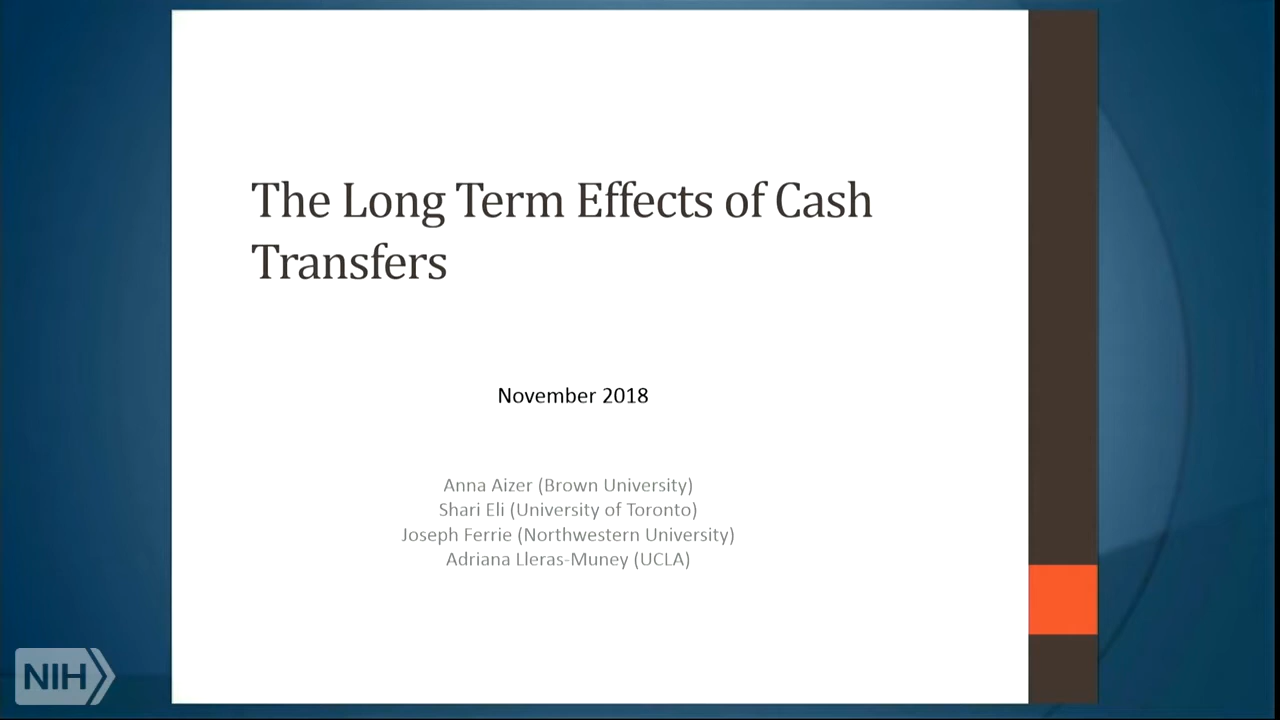 The Long Term Effects of Cash
Transfers
November 2018
Anna Aizer (Brown University)
Shari Eli (University of Toronto)
Joseph Ferrie (Northwestern University)
Adriana Lleras-Muney (UCLA)
NIH